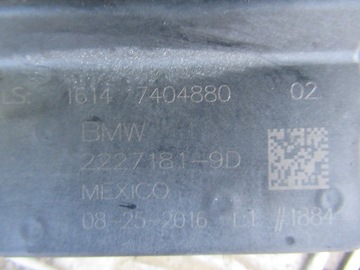 LS: 1614 7404880 02
BMW
2227181-9D
MEXICO
08-25-2016 L1 #1884